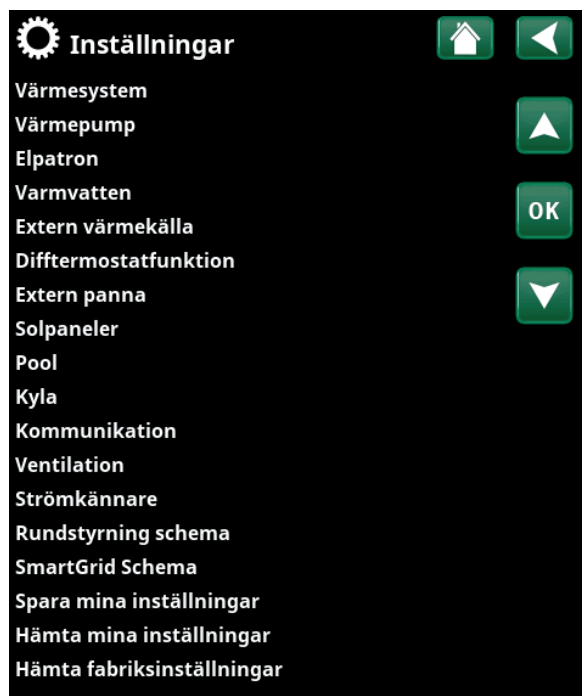 Inställningar
Värmesystem
Värmepump
Elpatron
Varmvatten
OK
Extern värmekälla
Difftermostatfunktion
Extern panna
Solpaneler
Pool
Kyla
Kommunikation
Ventilation
Strömkännare
Rundstyrning schema
SmartGrid Schema
Spara mina inställningar
Hämta mina inställningar
Hämta fabriksinställningar